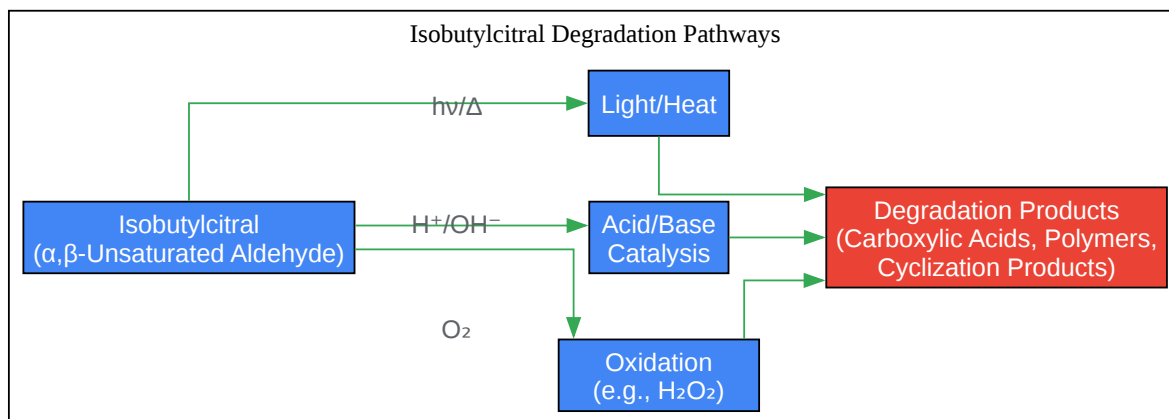 Isobutylcitral Degradation Pathways
hν/Δ
Light/Heat
Isobutylcitral
(α,β-Unsaturated Aldehyde)
H⁺/OH⁻
Acid/Base
Catalysis
Degradation Products
(Carboxylic Acids, Polymers,
Cyclization Products)
O₂
Oxidation
(e.g., H₂O₂)